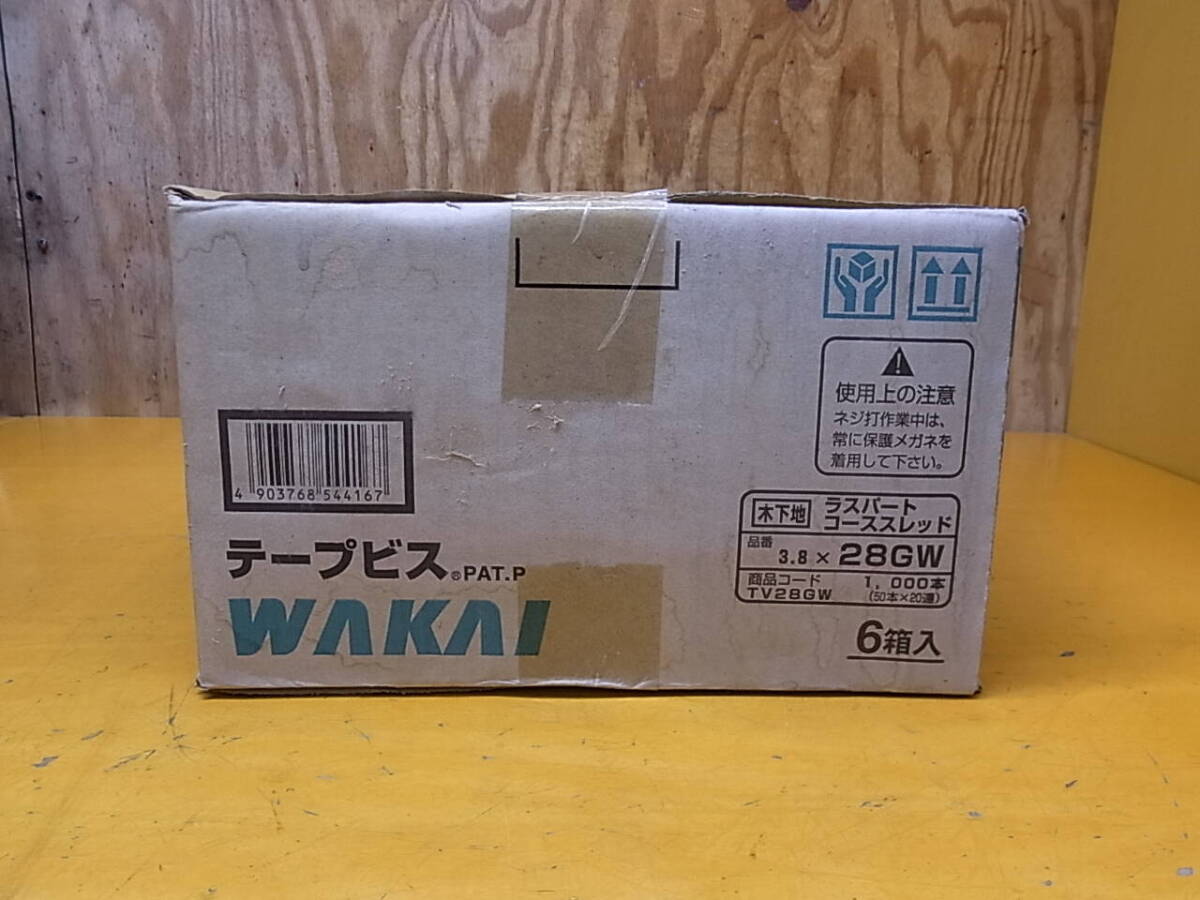 使用上の注意
ネジ打作業中は、
常に保護メガネを
着用して下さい。
4 903768 544167
テープビス®PAT.P
WAKAI
木下地 ラスパート
コーススレッド
品番
3.8 × 28GW
商品コード 1,000本
TV28GW (50本×20連)
6箱入